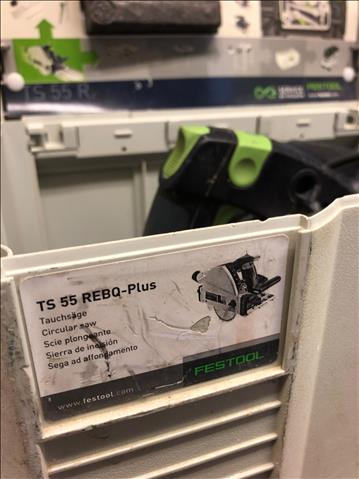 TS 55 R
FESTOOL
TS 55 REBQ-Plus
Tauchsäge
Circular saw
Scie plongeante
Sierra de incisión
Sega ad affondamento
FESTOOL
www.festool.com